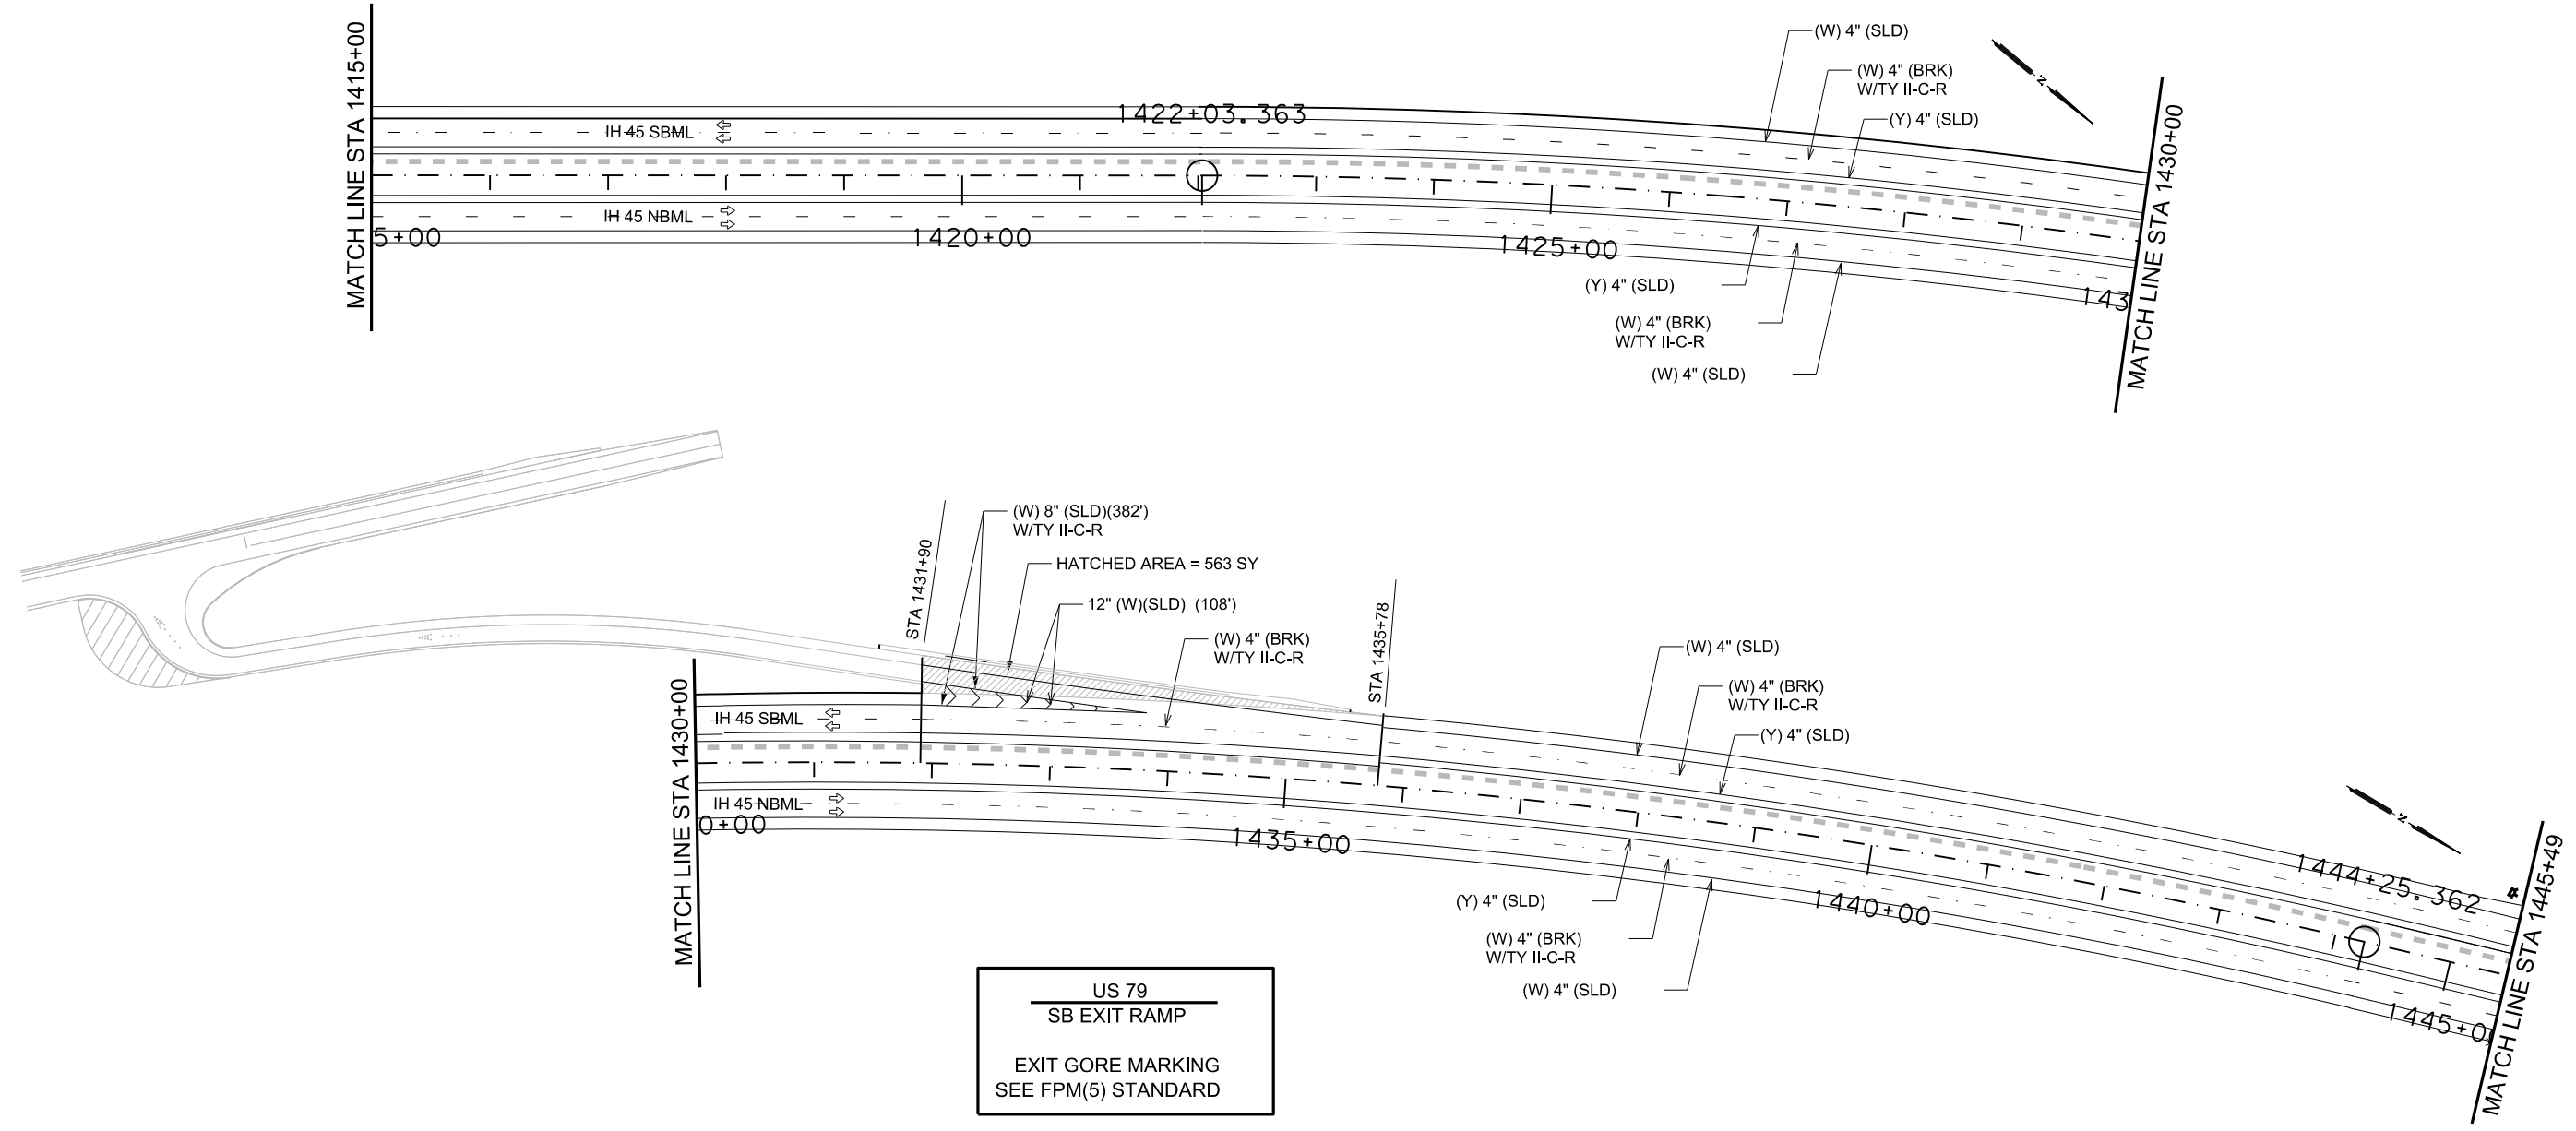 MATCH LINE STA 1415+00
1422+03.363
(W) 4" (SLD)
(W) 4" (BRK)
W/TY II-C-R
(Y) 4" (SLD)
N
MATCH LINE STA 1430+00
IH 45 SBML
IH 45 NBML
5+00
1420+00
1425+00
143
(Y) 4" (SLD)
(W) 4" (BRK)
W/TY II-C-R
(W) 4" (SLD)
STA 1431+90
(W) 8" (SLD)(382')
W/TY II-C-R
HATCHED AREA = 563 SY
12" (W)(SLD) (108')
(W) 4" (BRK)
W/TY II-C-R
STA 1435+78
(W) 4" (SLD)
(W) 4" (BRK)
W/TY II-C-R
(Y) 4" (SLD)
N
MATCH LINE STA 1430+00
IH 45 SBML
IH 45 NBML
0+00
1435+00
1440+00
1444+25.362
1445+0
MATCH LINE STA 1445+49
(Y) 4" (SLD)
(W) 4" (BRK)
W/TY II-C-R
(W) 4" (SLD)
US 79
SB EXIT RAMP
EXIT GORE MARKING
SEE FPM(5) STANDARD